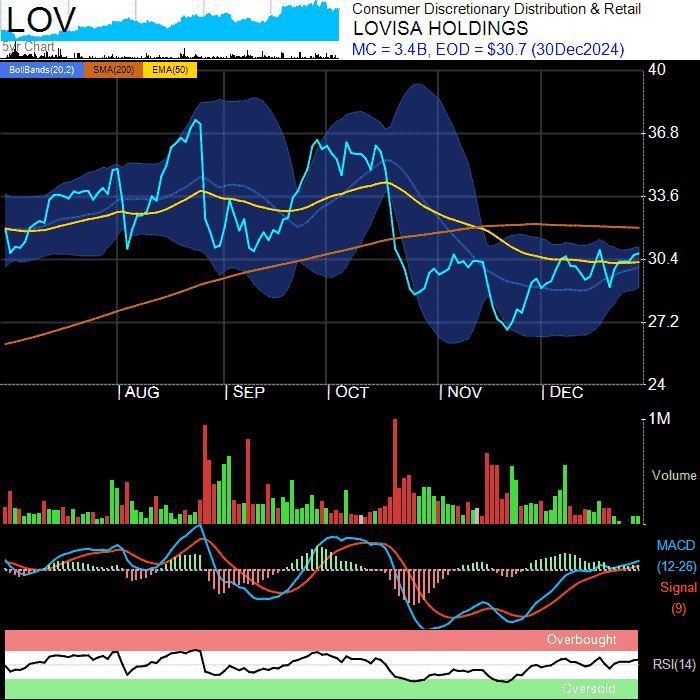 LOV
5yr Chart
Consumer Discretionary Distribution & Retail
LOVISA HOLDINGS
MC = 3.4B, EOD = $30.7 (30Dec2024)
BollBands(20,2) SMA(200) EMA(50)
40
36.8
33.6
30.4
27.2
24
| AUG | SEP | OCT | NOV | DEC
1M
Volume
MACD
(12-26)
Signal
(9)
Overbought
RSI(14)
Oversold